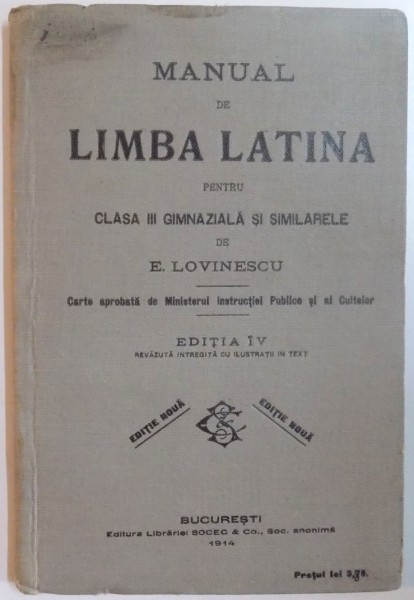 MANUAL
DE
LIMBA LATINA
PENTRU
CLASA III GIMNAZIALĂ ȘI SIMILARELE
DE
E. LOVINESCU
Carte aprobată de Ministerul Instrucției Publice și al Cultelor
EDIȚIA IV
REVĂZUTĂ INTREGITĂ CU ILUSTRAȚII IN TEXT
EDIȚIE NOUĂ
EDIȚIE NOUĂ
BUCUREȘTI
Editura Librăriei SOCEC & Co., Soc. anonimă
1914
Prețul lei